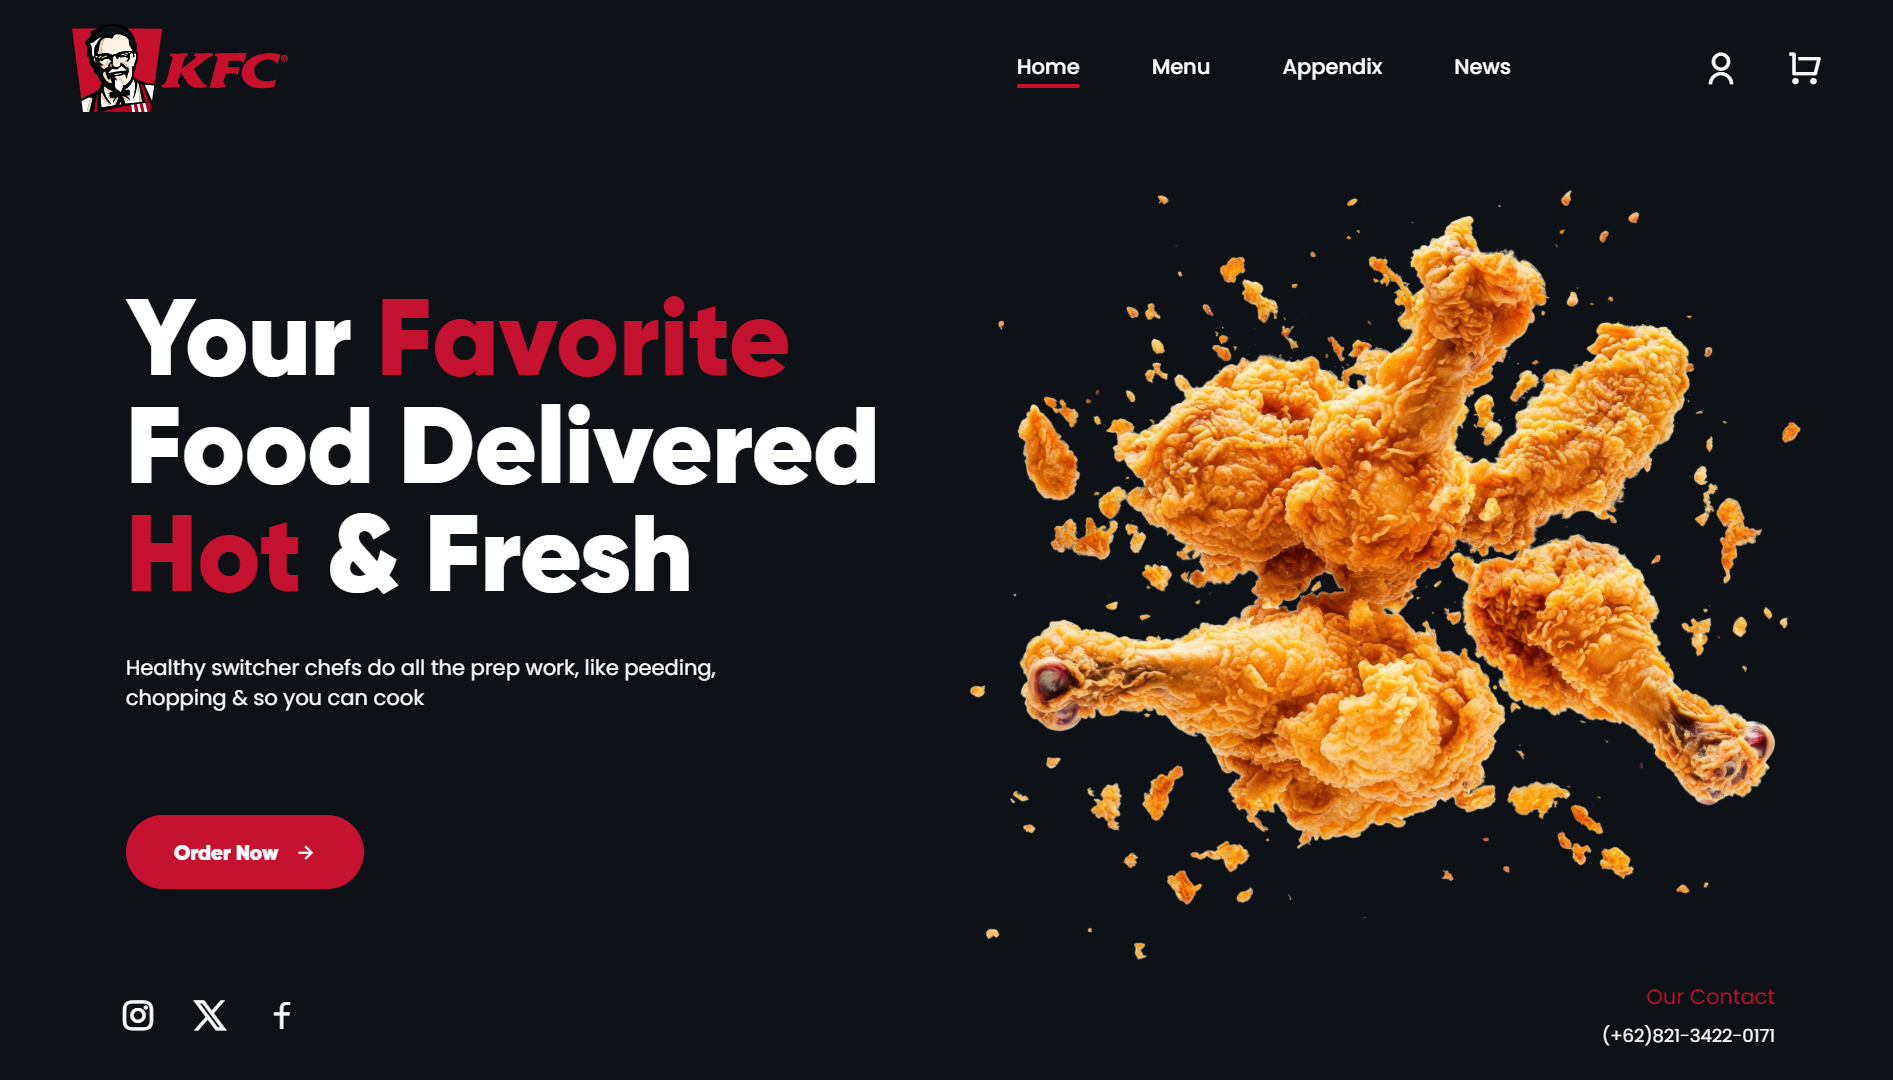 KFC®
Home
Menu
Appendix
News
Your Favorite
Food Delivered
Hot & Fresh
Healthy switcher chefs do all the prep work, like peeding,
chopping & so you can cook
Order Now
Our Contact
(+62)821-3422-0171